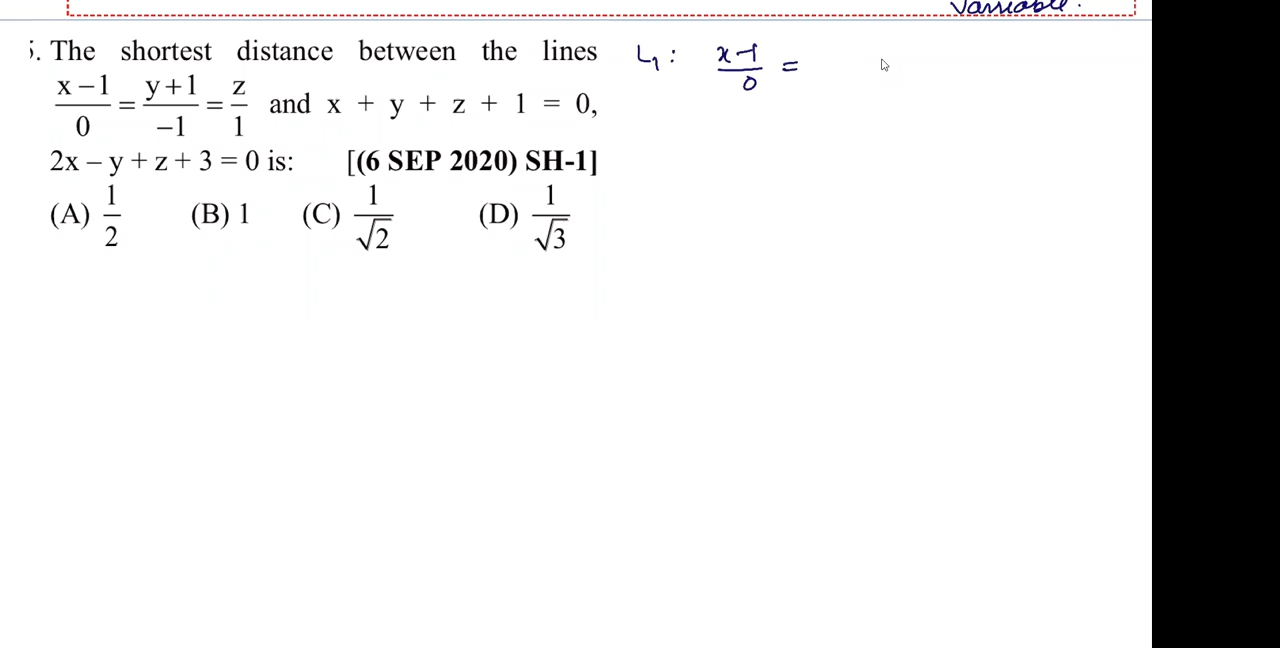 Variable.
5. The shortest distance between the lines
(x – 1)/0 = (y + 1)/–1 = z/1 and x + y + z + 1 = 0,
2x – y + z + 3 = 0 is: [(6 SEP 2020) SH-1]
(A) 1/2 (B) 1 (C) 1/√2 (D) 1/√3
L₁ : (x-1)/0 =